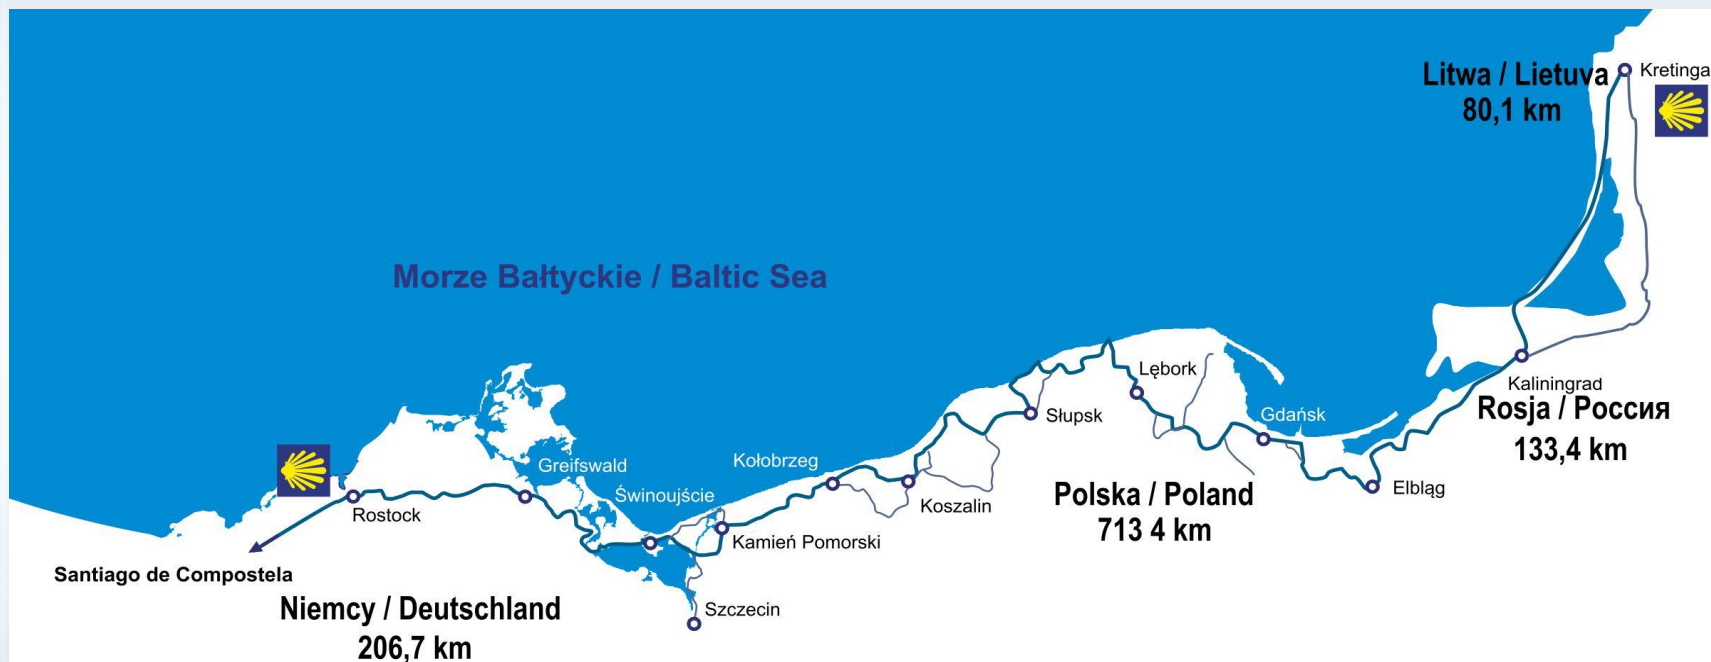 Litwa / Lietuva
80,1 km
Kretinga
Morze Bałtyckie / Baltic Sea
Lębork
Słupsk
Gdańsk
Kaliningrad
Rosja / Россия
133,4 km
Greifswald
Kołobrzeg
Świnoujście
Koszalin
Elbląg
Polska / Poland
713 4 km
Rostock
Kamień Pomorski
Santiago de Compostela
Szczecin
Niemcy / Deutschland
206,7 km